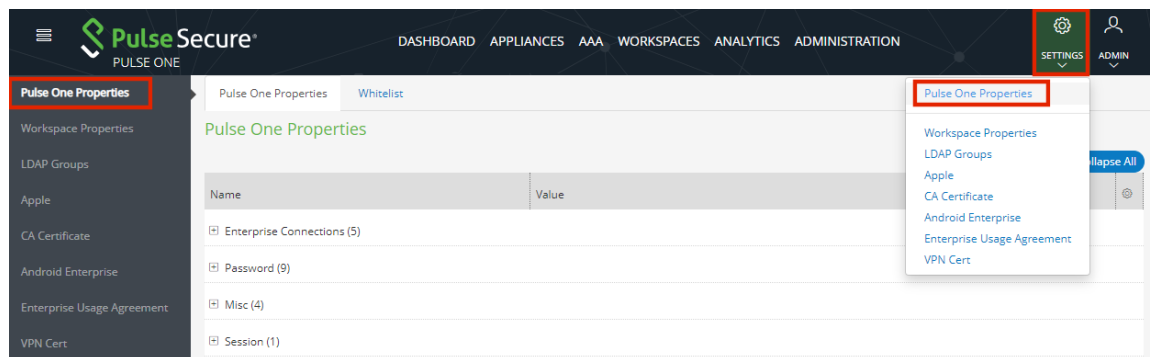 Pulse Secure®
PULSE ONE
DASHBOARD APPLIANCES AAA WORKSPACES ANALYTICS ADMINISTRATION
SETTINGS
ADMIN
Pulse One Properties
Workspace Properties
LDAP Groups
Apple
CA Certificate
Android Enterprise
Enterprise Usage Agreement
VPN Cert
Pulse One Properties Whitelist
Pulse One Properties
llapse All
Name Value
Enterprise Connections (5)
Password (9)
Misc (4)
Session (1)
Pulse One Properties
Workspace Properties
LDAP Groups
Apple
CA Certificate
Android Enterprise
Enterprise Usage Agreement
VPN Cert